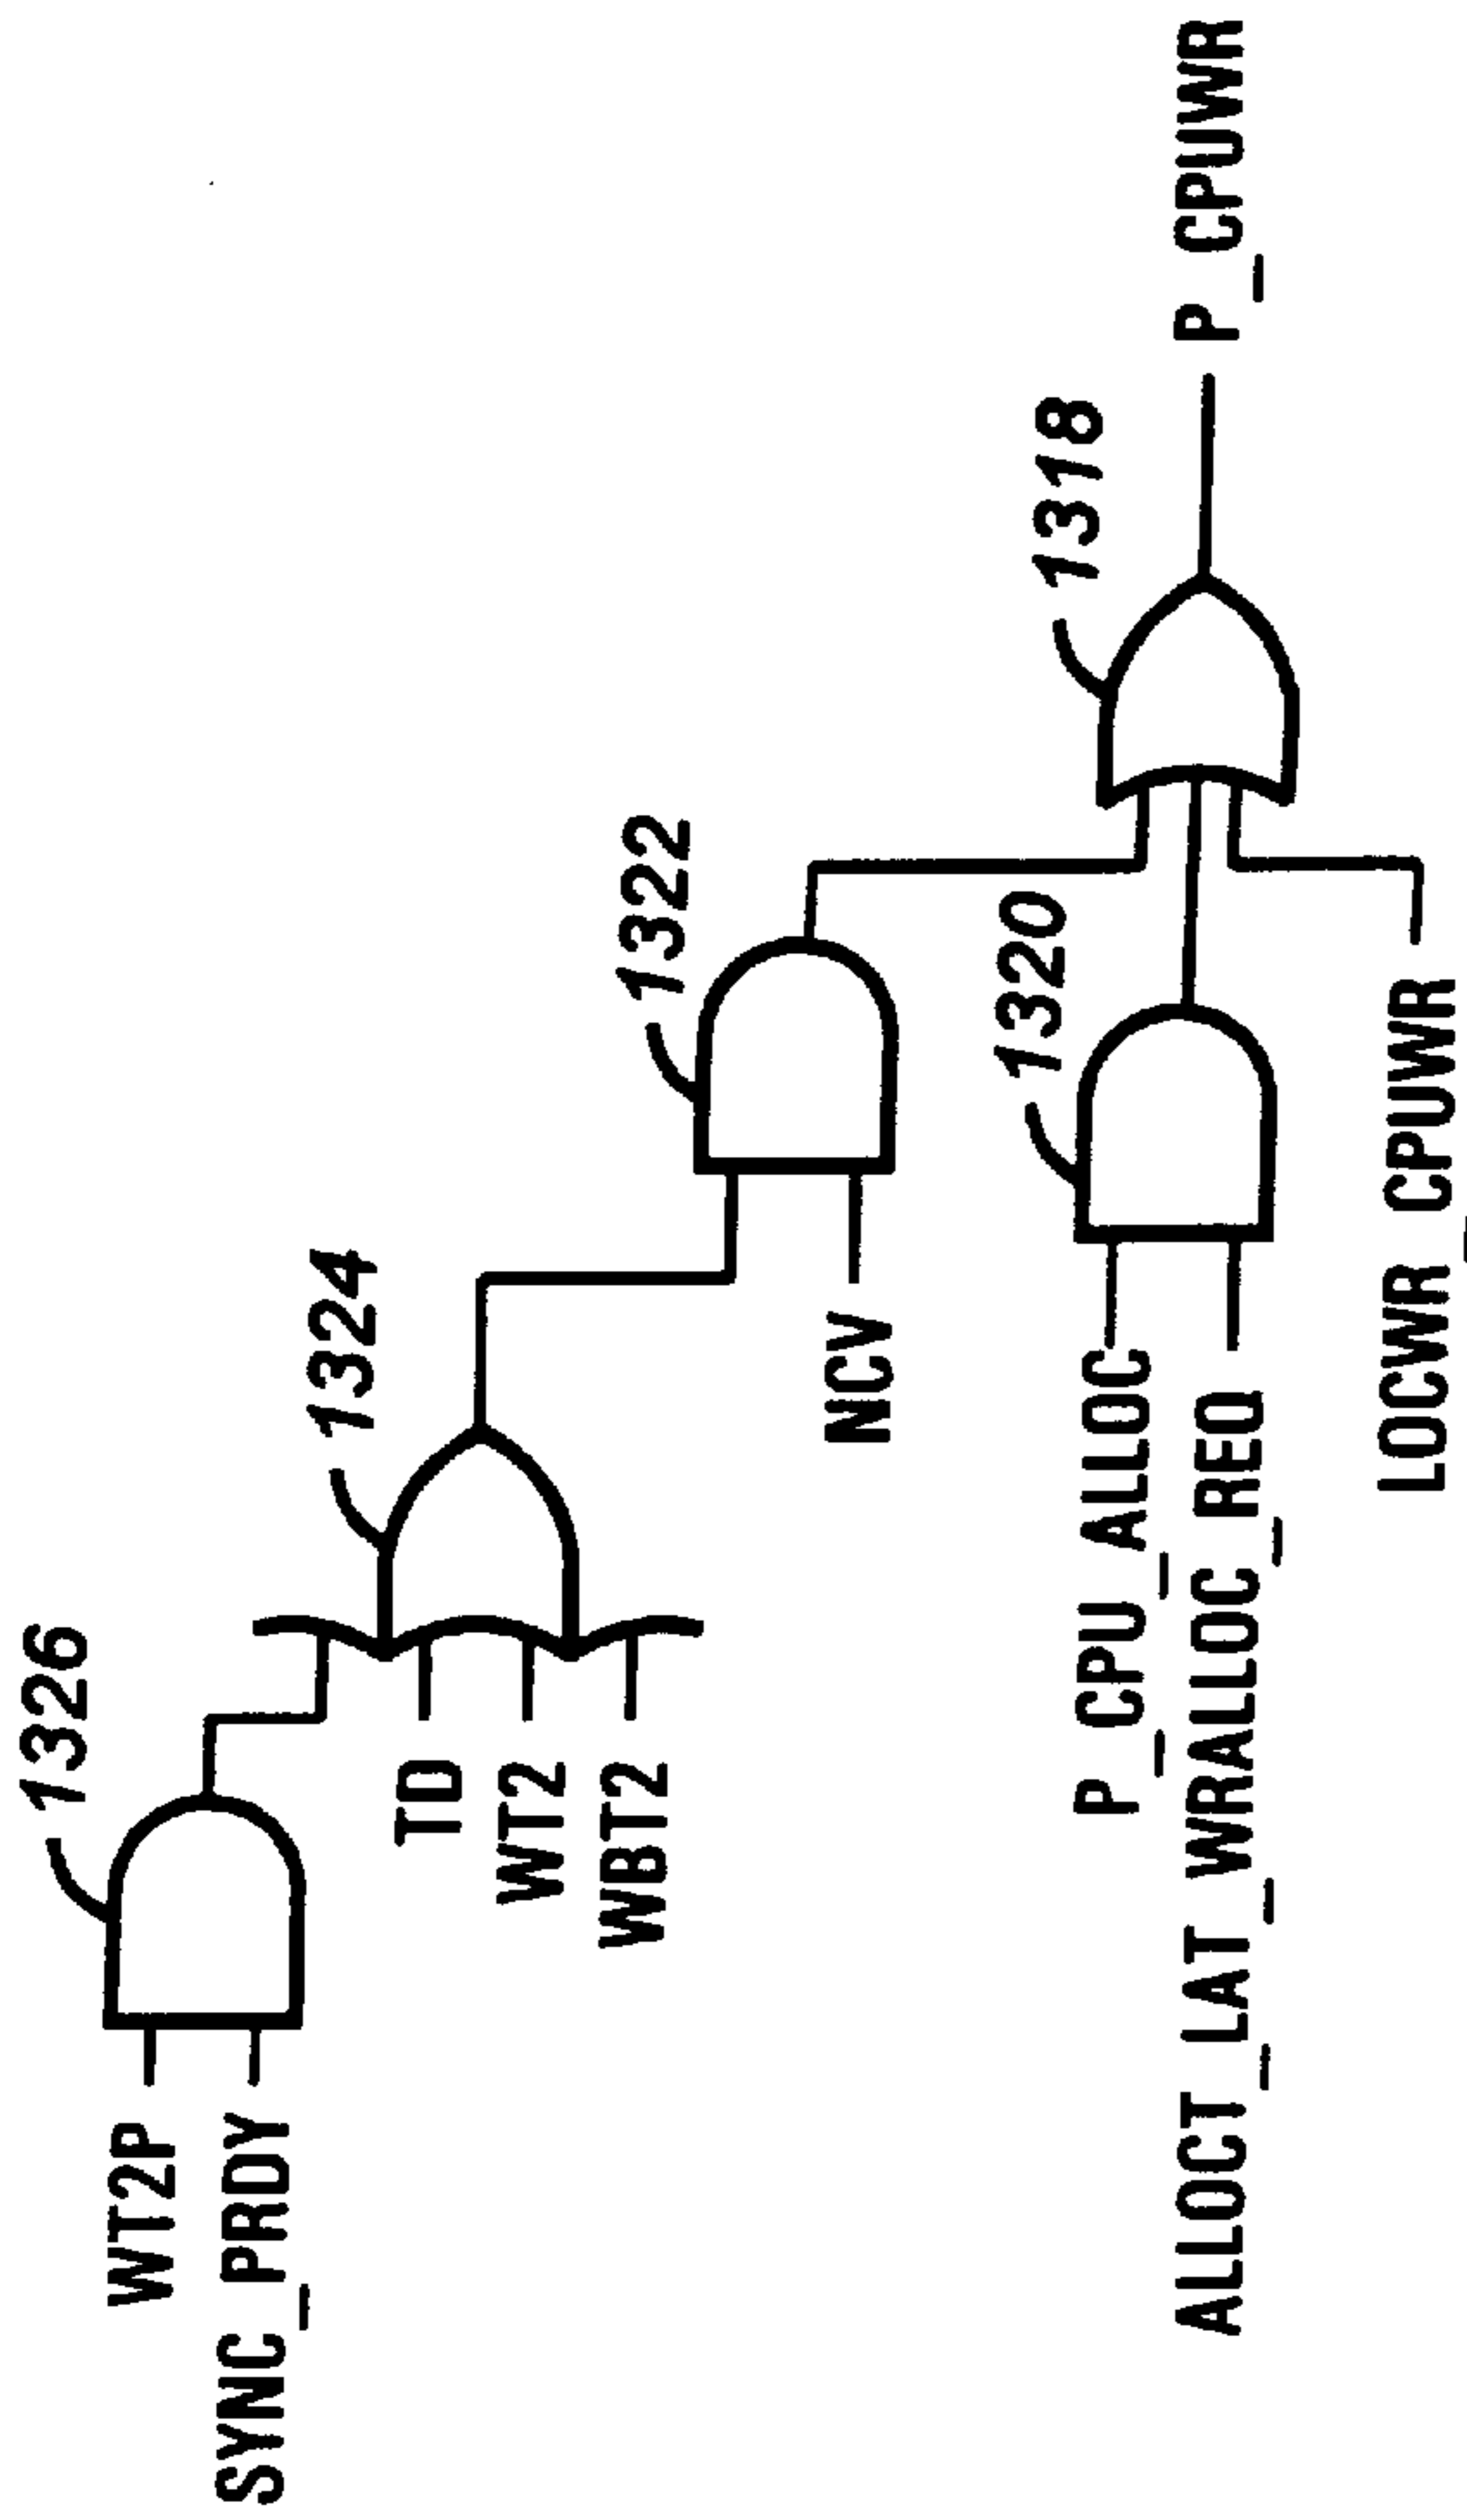 1326
WT2P
SYNC_PRDY
1324
TD
WT2
WBT2
1322
NCV
1318
P_CPUWR
1320
P_CPU_ALLOC
ALLOCT_LAT_WRALLOC_REQ
LOCWR_CPUWR